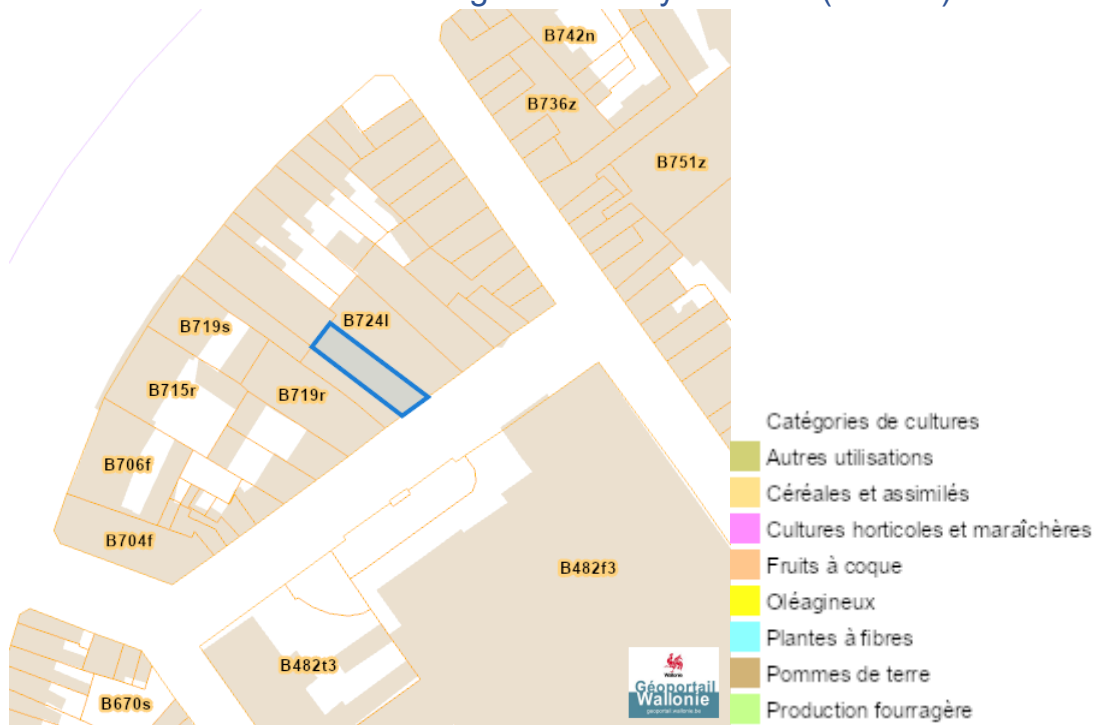 B742n
B736z
B751z
B724l
B719s
B715r
B719r
B706f
B704f
B482f3
B482t3
B670s
Wallonie
Géoportail
Wallonie
geoportail.wallonie.be
Catégories de cultures
Autres utilisations
Céréales et assimilés
Cultures horticoles et maraîchères
Fruits à coque
Oléagineux
Plantes à fibres
Pommes de terre
Production fourragère